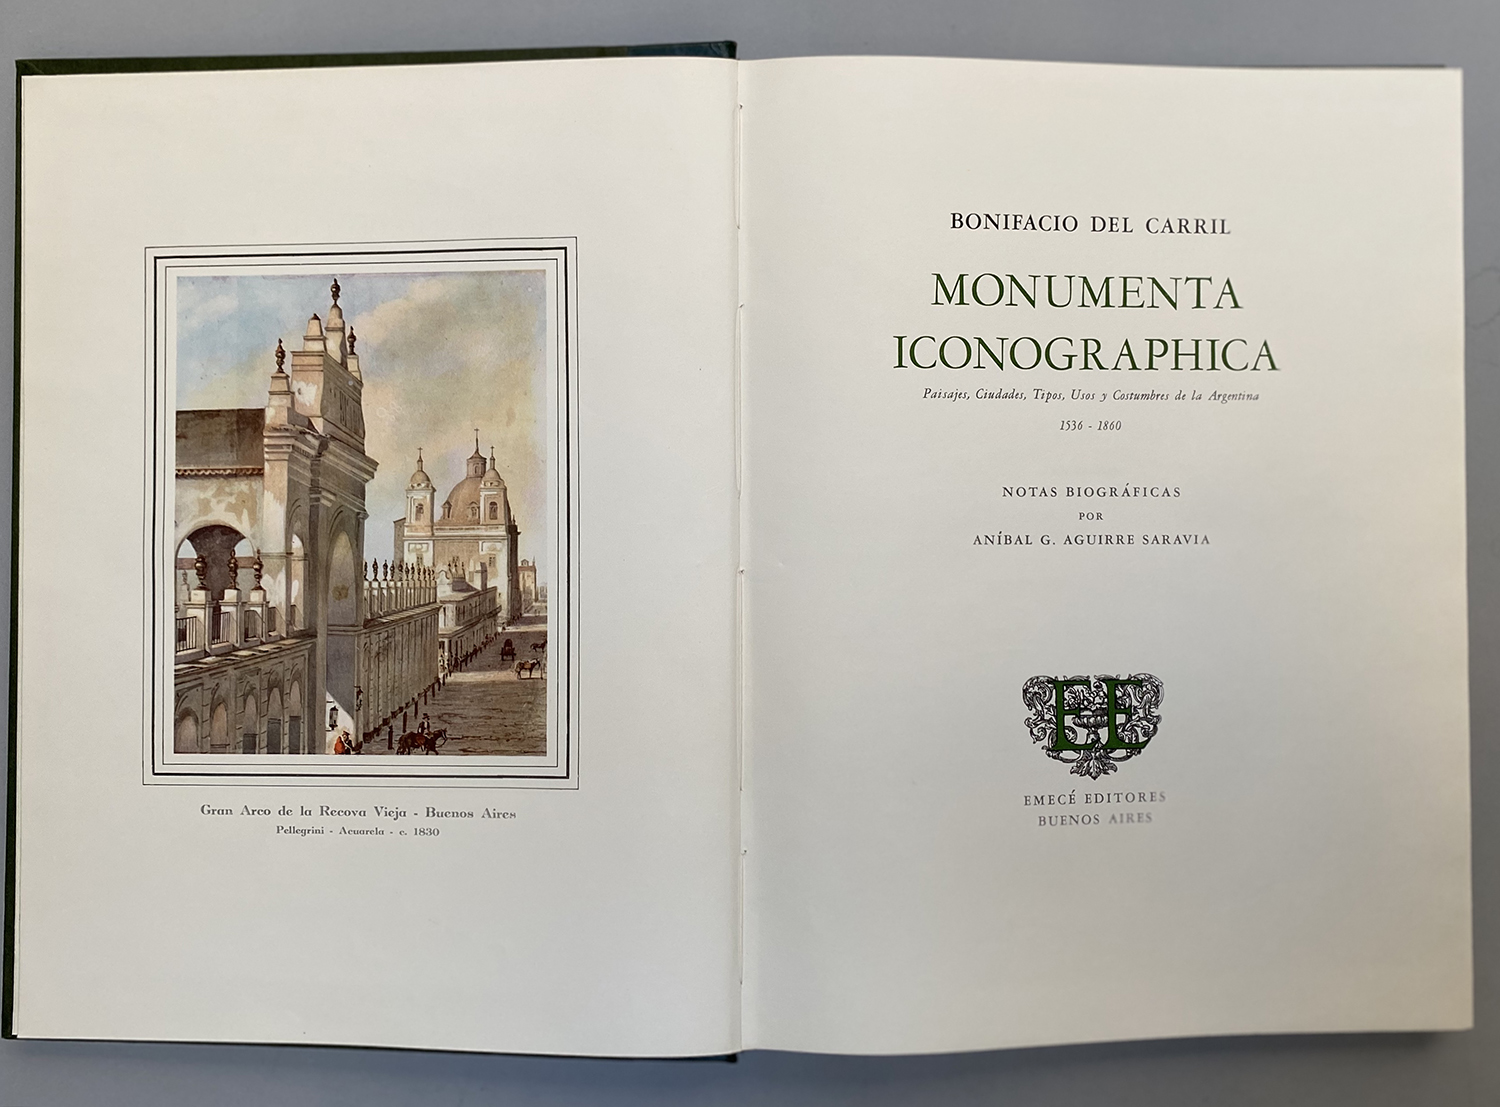 Gran Arco de la Recova Vieja - Buenos Aires
Pellegrini - Acuarela - c. 1830
BONIFACIO DEL CARRIL
MONUMENTA
ICONOGRAPHICA
Paisajes, Ciudades, Tipos, Usos y Costumbres de la Argentina
1536 - 1860
NOTAS BIOGRÁFICAS
POR
ANÍBAL G. AGUIRRE SARAVIA
EE
EMECÉ EDITORES
BUENOS AIRES